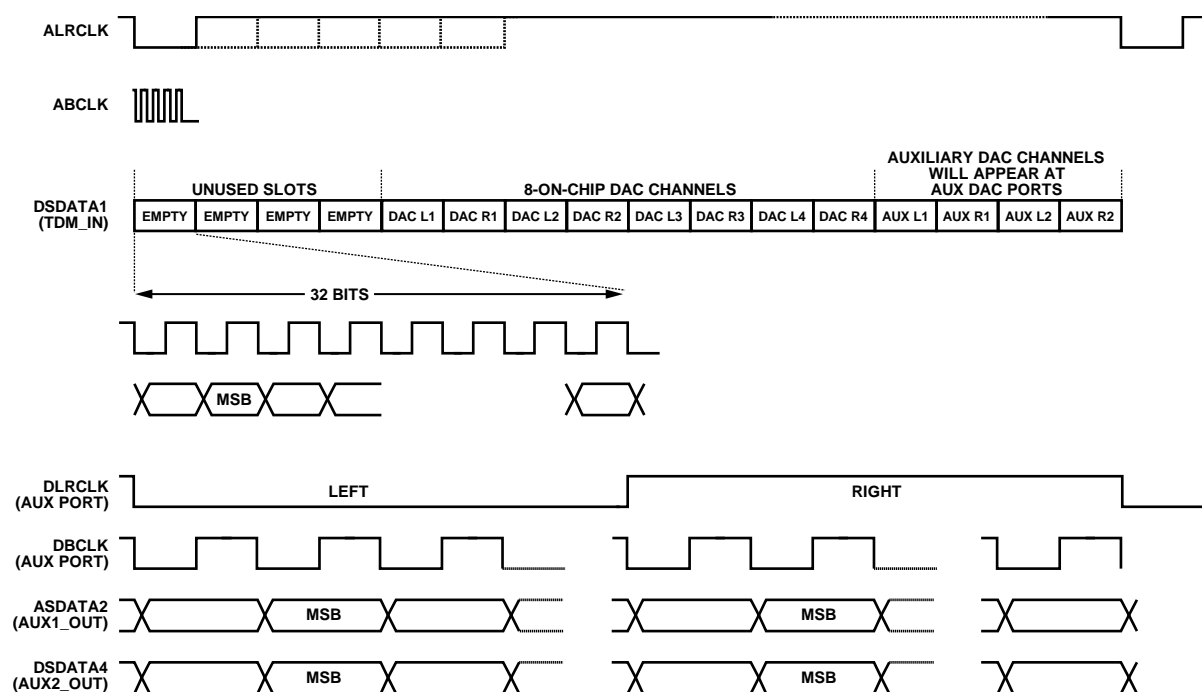 ALRCLK
ABCLK
AUXILIARY DAC CHANNELS
WILL APPEAR AT
AUX DAC PORTS
UNUSED SLOTS
8-ON-CHIP DAC CHANNELS
DSDATA1
(TDM_IN)
EMPTY EMPTY EMPTY EMPTY DAC L1 DAC R1 DAC L2 DAC R2 DAC L3 DAC R3 DAC L4 DAC R4 AUX L1 AUX R1 AUX L2 AUX R2
32 BITS
MSB
DLRCLK
(AUX PORT)
LEFT
RIGHT
DBCLK
(AUX PORT)
ASDATA2
(AUX1_OUT)
MSB
MSB
DSDATA4
(AUX2_OUT)
MSB
MSB